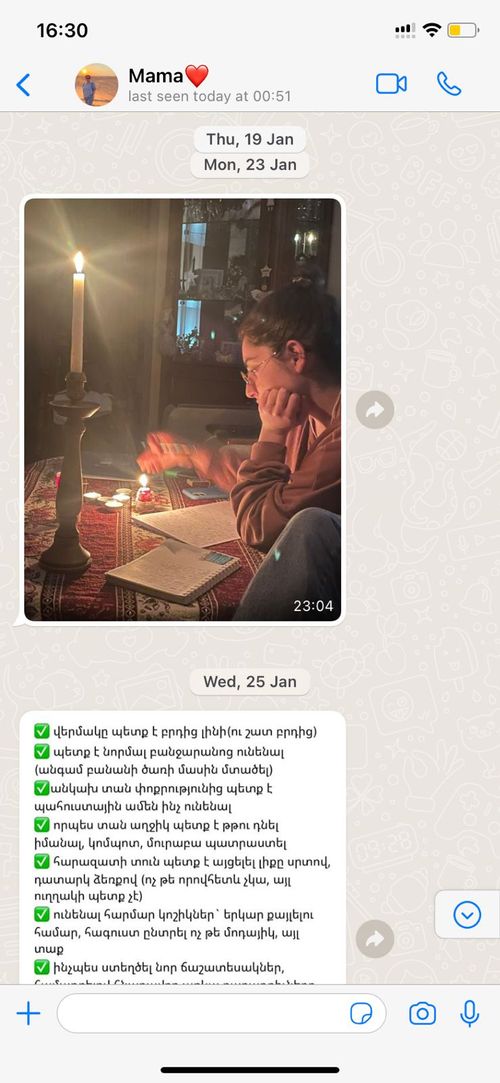 16:30
Mama❤️
last seen today at 00:51
Thu, 19 Jan
Mon, 23 Jan
23:04
Wed, 25 Jan
✅ վերմակը պետք է բրդից լինի(ու շատ բրդից)
✅ պետք է նորմալ բանջարանոց ունենալ
(անգամ բանանի ծառի մասին մտածել)
✅անկախ տան փոքրությունից պետք է
պահուստային ամեն ինչ ունենալ
✅ որպես տան աղջիկ պետք է թթու դնել
իմանալ, կոմպոտ, մուրաբա պատրաստել
✅ հարազատի տուն պետք է այցելել լիքը սրտով,
դատարկ ձեռքով (ոչ թե որովհետև չկա, այլ
ուղղակի պետք չէ)
✅ ունենալ հարմար կոշիկներ՝ երկար քայլելու
համար, հագուստ ընտրել ոչ թե մոդայիկ, այլ
տաք
✅ ինչպես ստեղծել նոր ճաշատեսակներ,